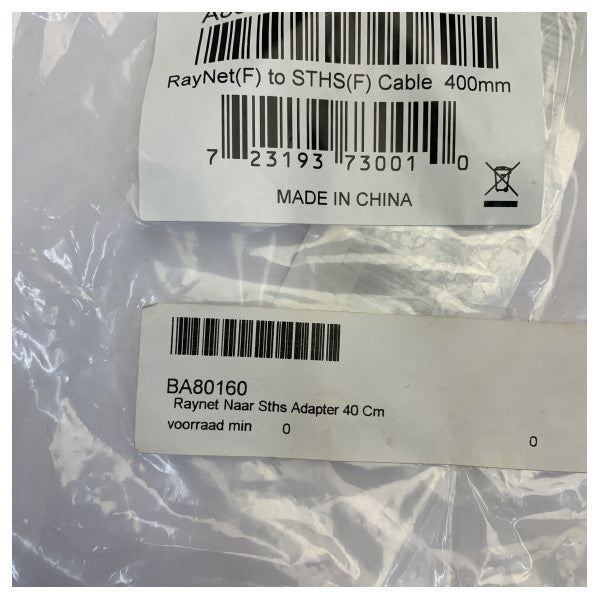 RayNet(F) to STHS(F) Cable 400mm
7 23193 73001 0
MADE IN CHINA
BA80160
Raynet Naar Sths Adapter 40 Cm
voorraad min 0
0